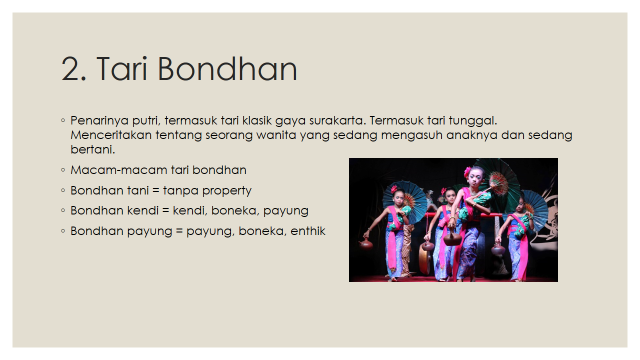 2. Tari Bondhan
◦ Penarinya putri, termasuk tari klasik gaya surakarta. Termasuk tari tunggal.
Menceritakan tentang seorang wanita yang sedang mengasuh anaknya dan sedang
bertani.
◦ Macam-macam tari bondhan
◦ Bondhan tani = tanpa property
◦ Bondhan kendi = kendi, boneka, payung
◦ Bondhan payung = payung, boneka, enthik